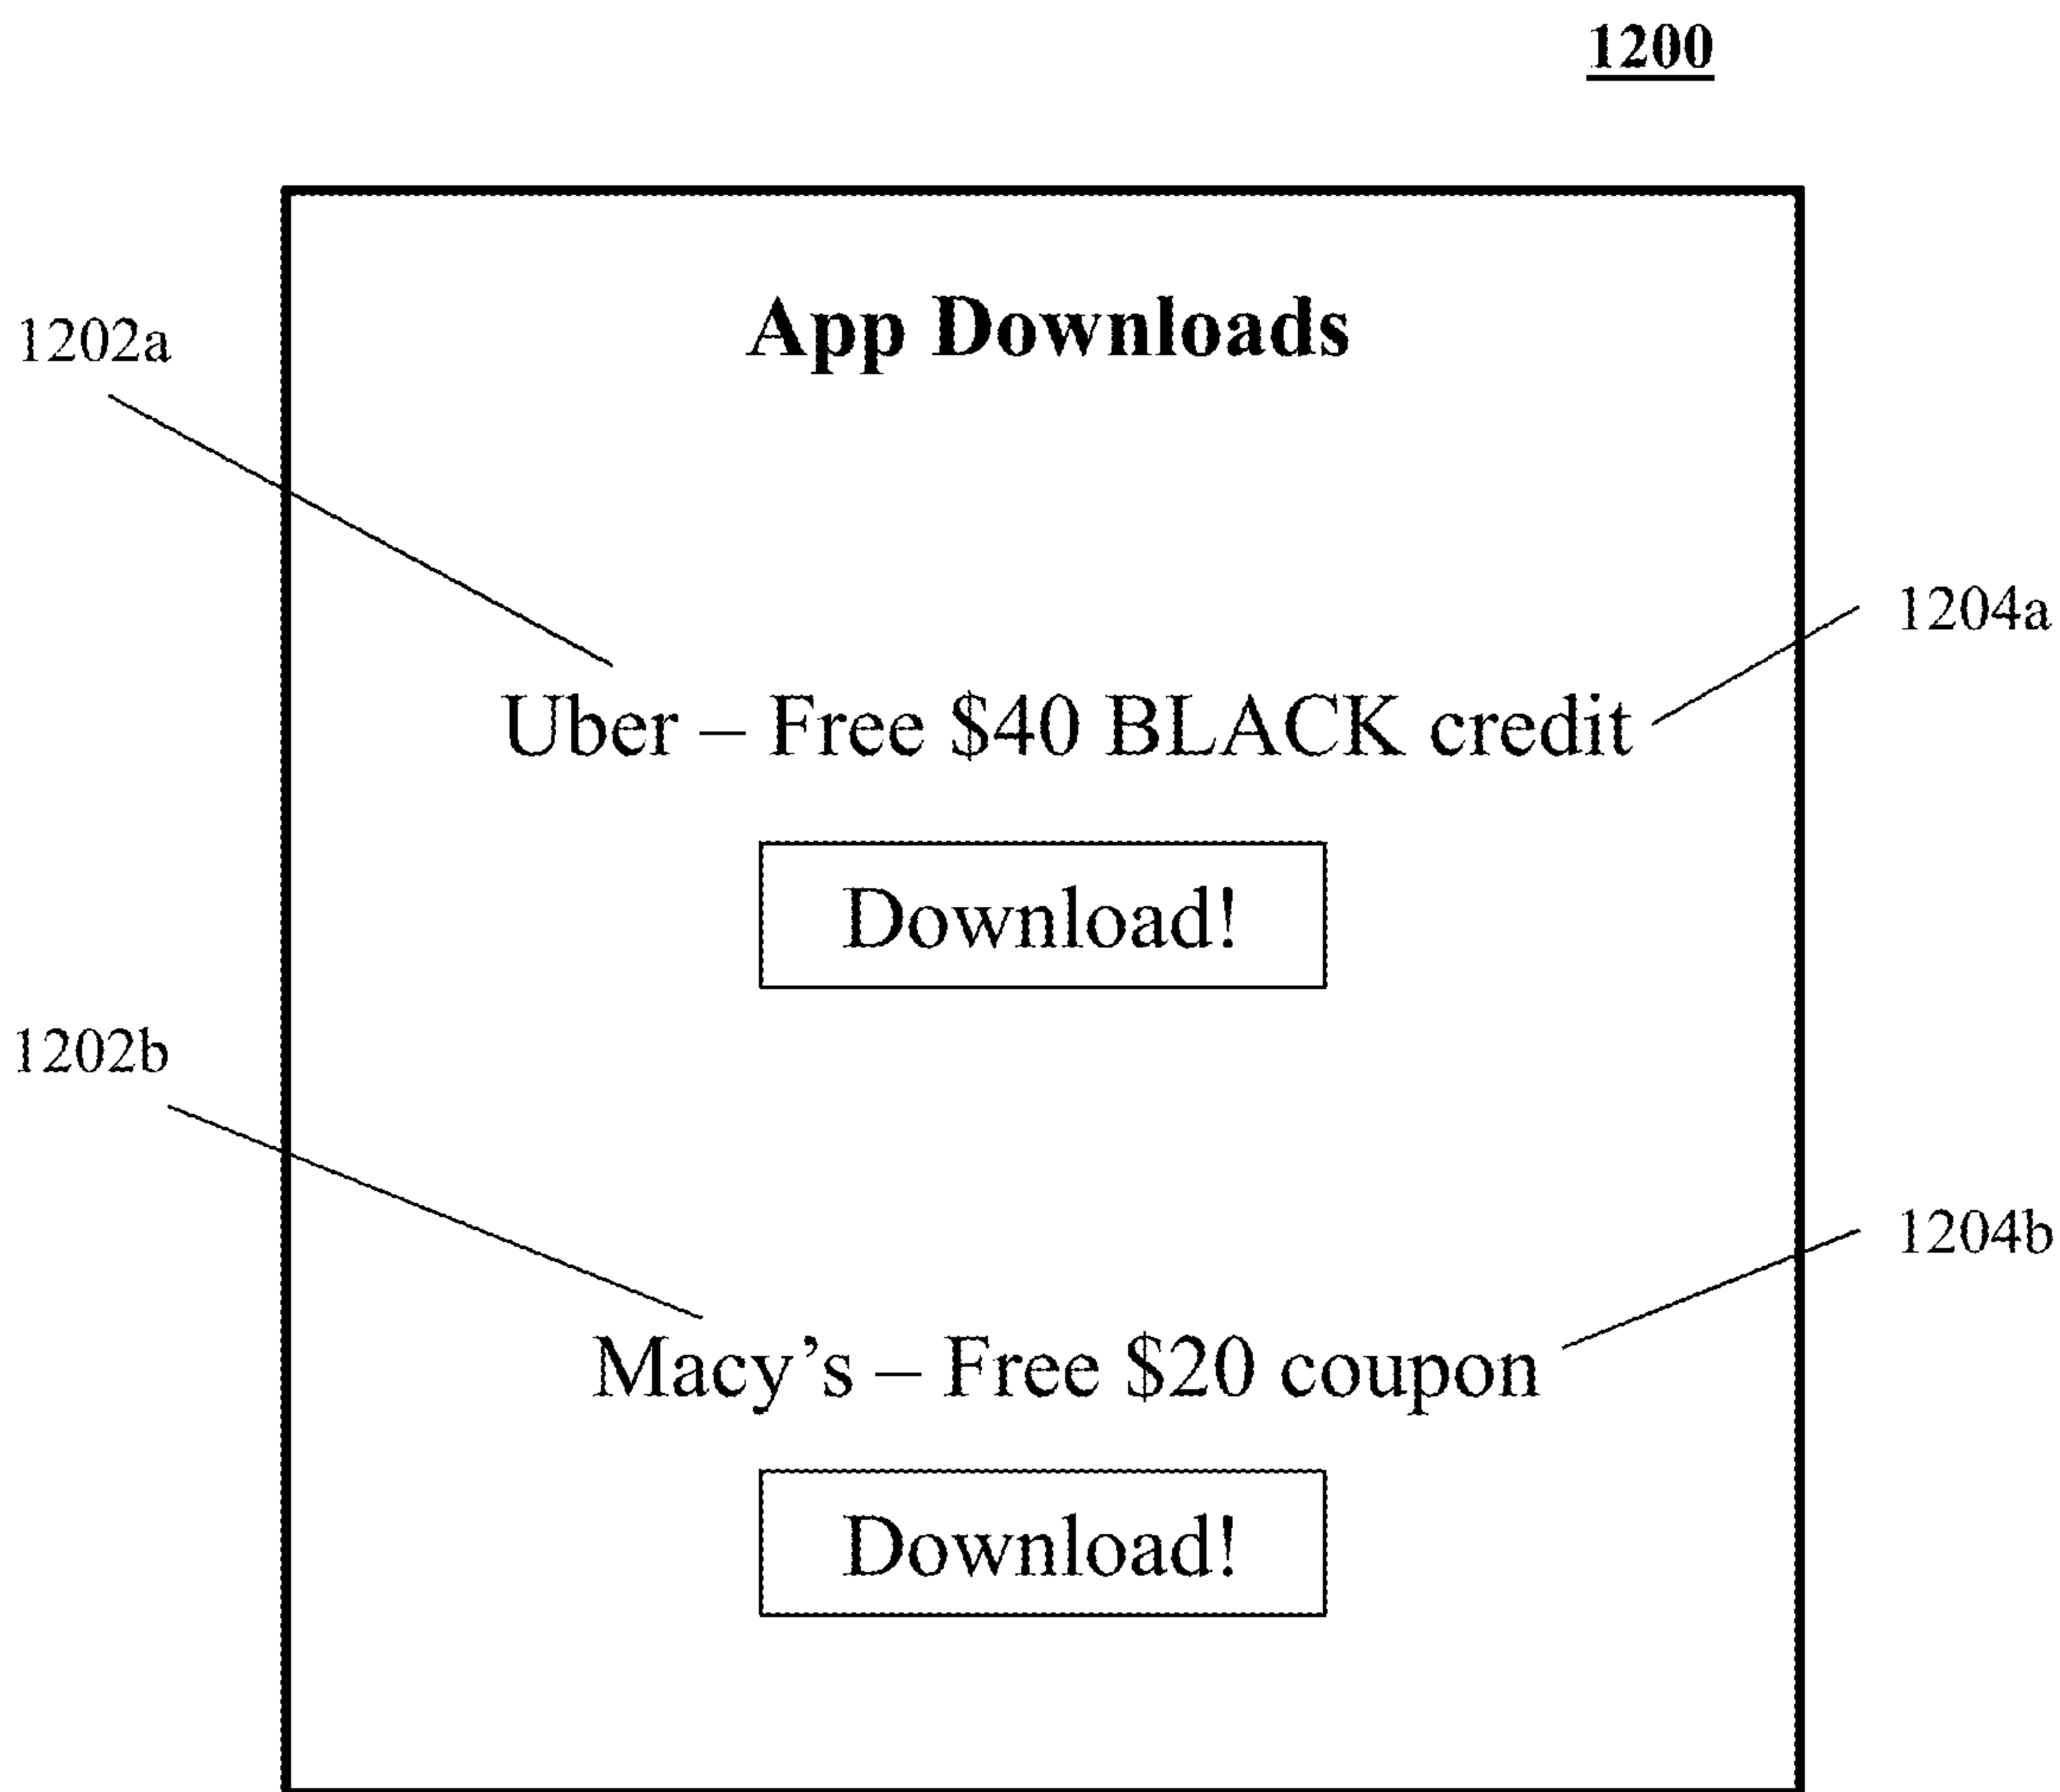 1200
App Downloads
1202a
1204a
Uber – Free $40 BLACK credit
Download!
1202b
1204b
Macy’s – Free $20 coupon
Download!